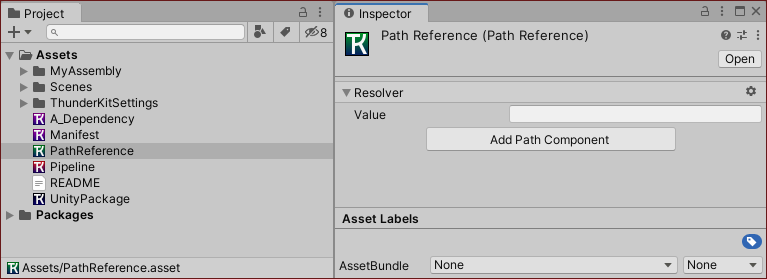 Project
8
Assets
MyAssembly
Scenes
ThunderKitSettings
A_Dependency
Manifest
PathReference
Pipeline
README
UnityPackage
Packages
Assets/PathReference.asset
Inspector
Path Reference (Path Reference)
Open
Resolver
Value
Add Path Component
Asset Labels
AssetBundle None None